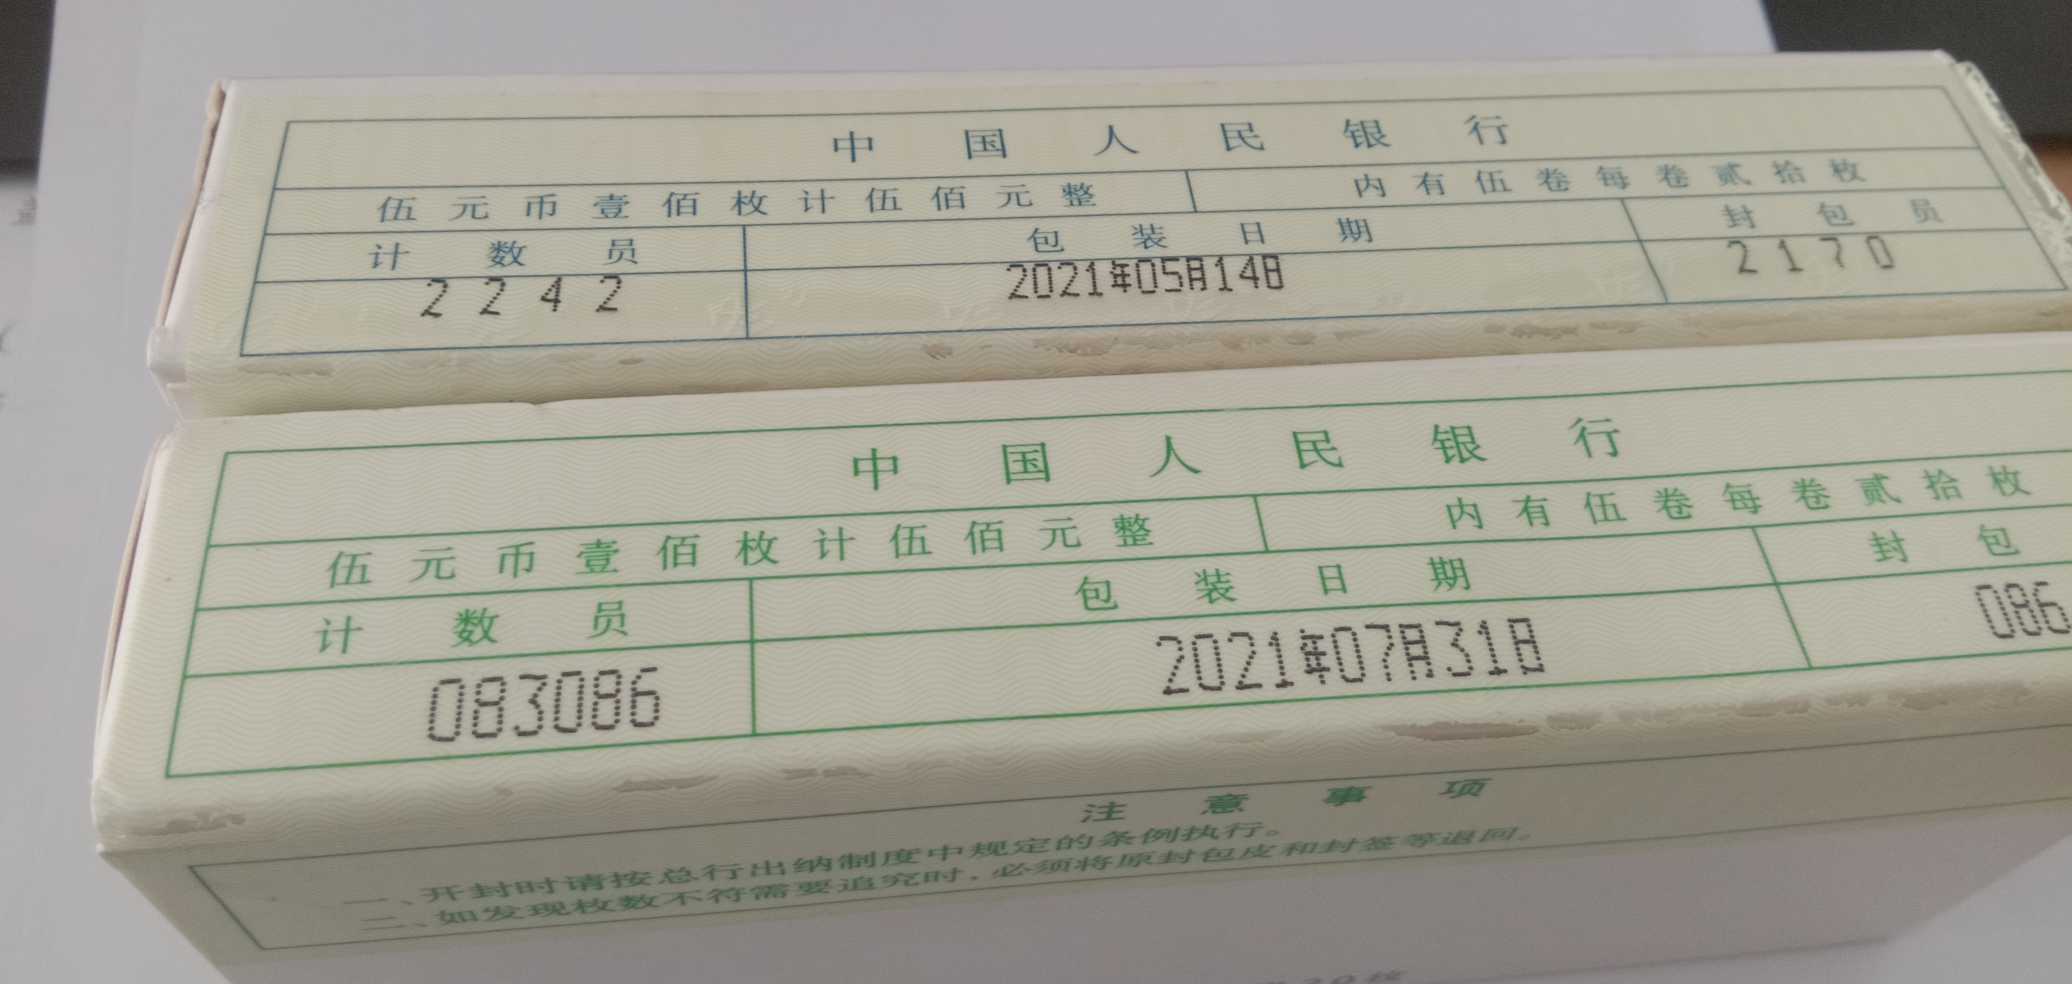 中国人民银行
伍元币壹佰枚计伍佰元整 内有伍卷每卷贰拾枚
计数员 包装日期 封包员
2242 2021年05月14日 2170
中国人民银行
伍元币壹佰枚计伍佰元整 内有伍卷每卷贰拾枚
计数员 包装日期 封包
083086 2021年07月31日 086
注意事项
一、开封时请按总行出纳制度中规定的条例执行。
二、如发现枚数不符需要追究时，必须将原封包皮和封签等退回。